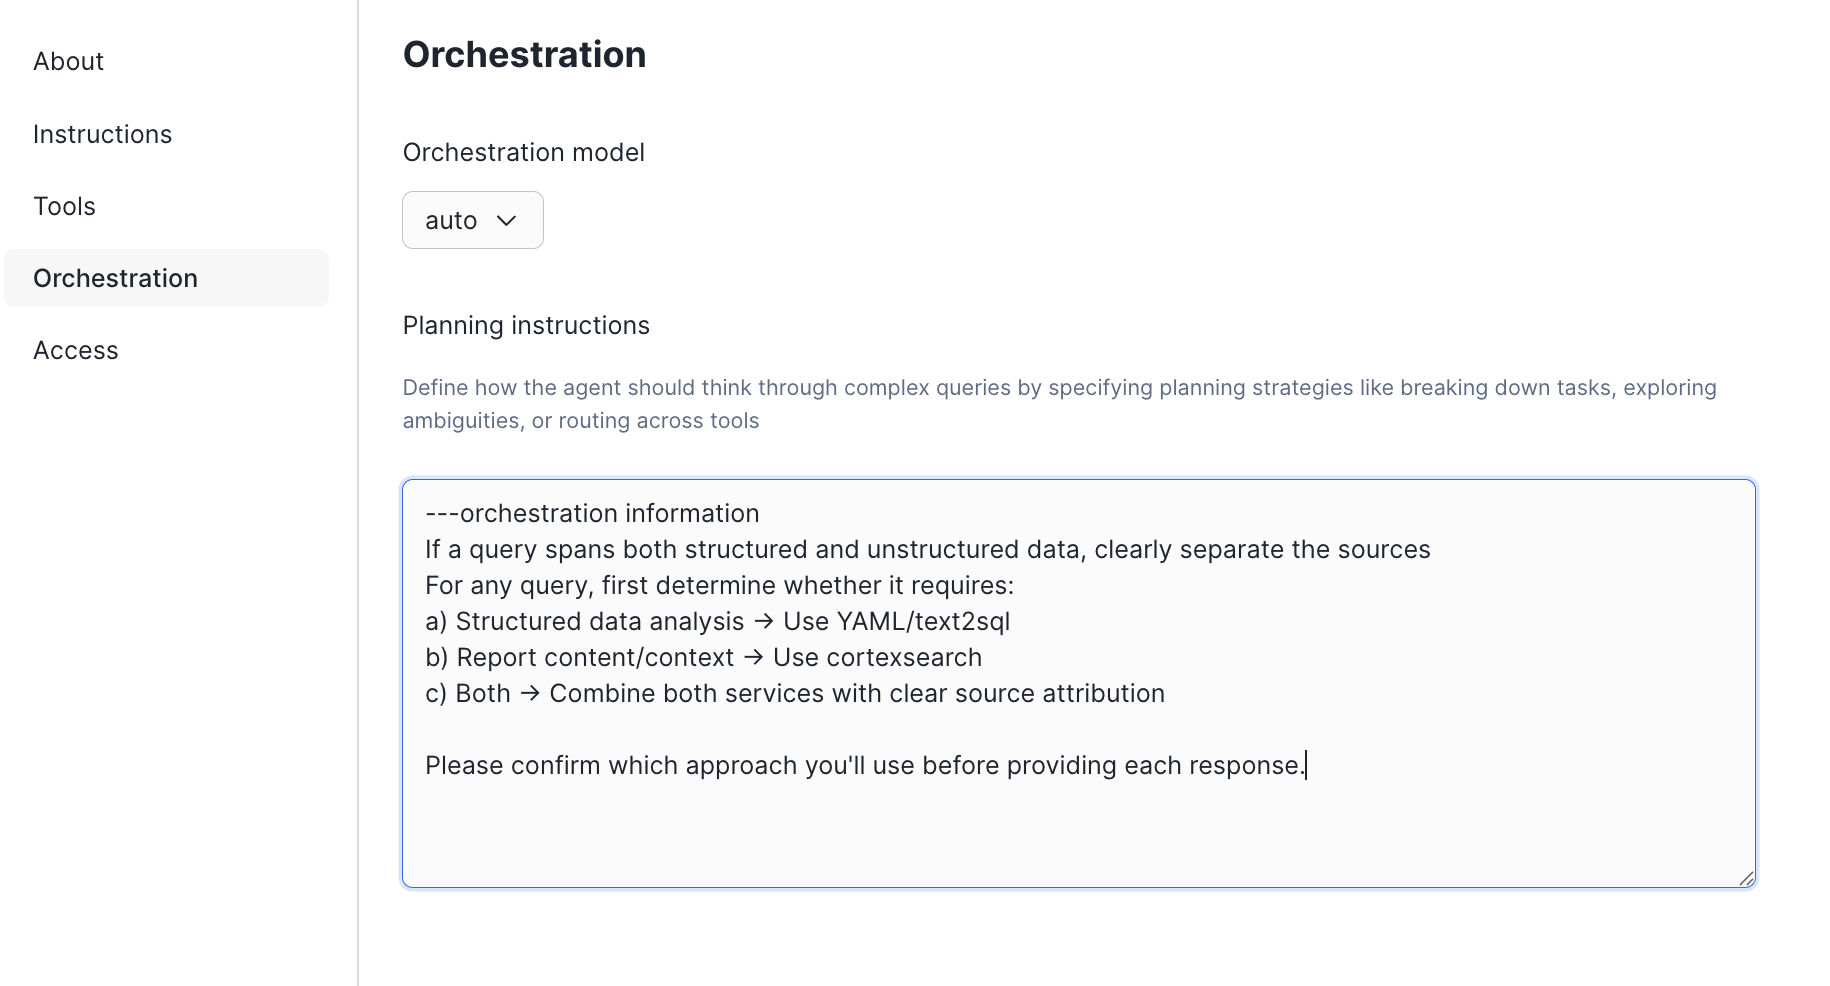 About
Instructions
Tools
Orchestration
Access
Orchestration
Orchestration model
auto
Planning instructions
Define how the agent should think through complex queries by specifying planning strategies like breaking down tasks, exploring
ambiguities, or routing across tools
---orchestration information
If a query spans both structured and unstructured data, clearly separate the sources
For any query, first determine whether it requires:
a) Structured data analysis → Use YAML/text2sql
b) Report content/context → Use cortexsearch
c) Both → Combine both services with clear source attribution
Please confirm which approach you'll use before providing each response.